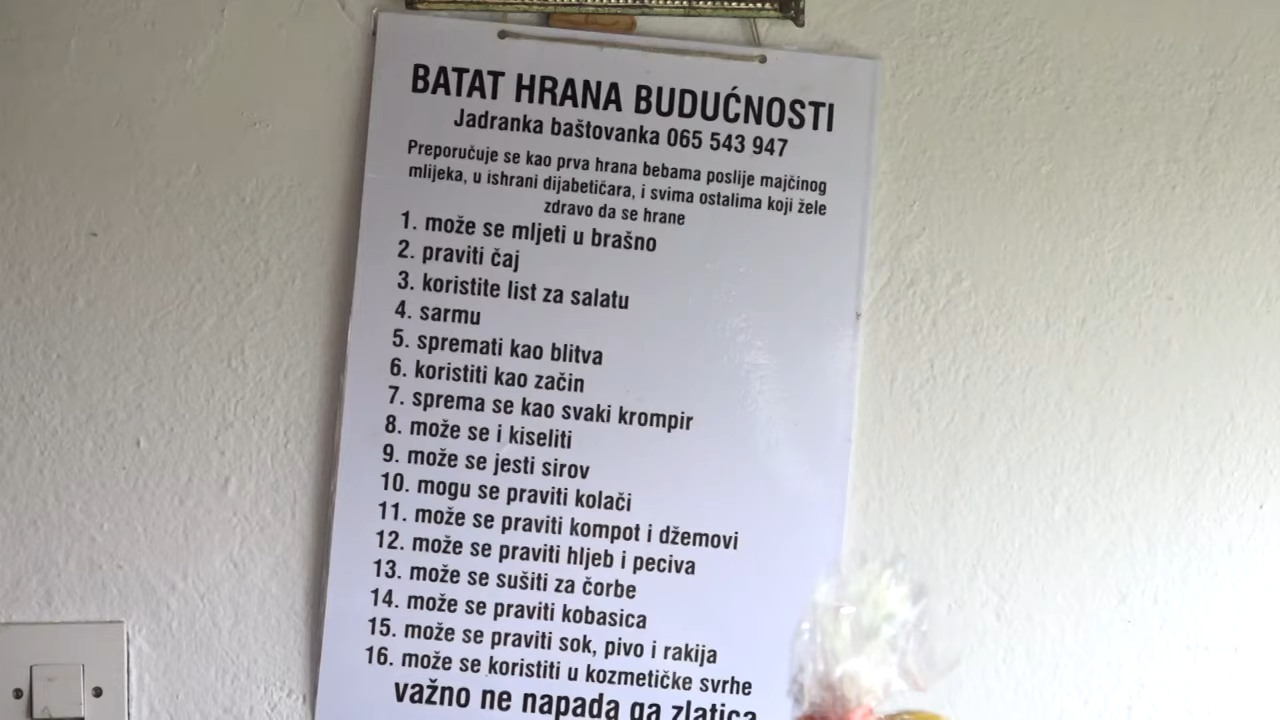 BATAT HRANA BUDUĆNOSTI
Jadranka baštovanka 065 543 947
Preporučuje se kao prva hrana bebama poslije majčinog
mlijeka, u ishrani dijabetičara, i svima ostalima koji žele
zdravo da se hrane
1. može se mljeti u brašno
2. praviti čaj
3. koristite list za salatu
4. sarmu
5. spremati kao blitva
6. koristiti kao začin
7. sprema se kao svaki krompir
8. može se i kiseliti
9. može se jesti sirov
10. mogu se praviti kolači
11. može se praviti kompot i džemovi
12. može se praviti hljeb i peciva
13. može se sušiti za čorbe
14. može se praviti kobasica
15. može se praviti sok, pivo i rakija
16. može se koristiti u kozmetičke svrhe
važno ne napada ga zlatica